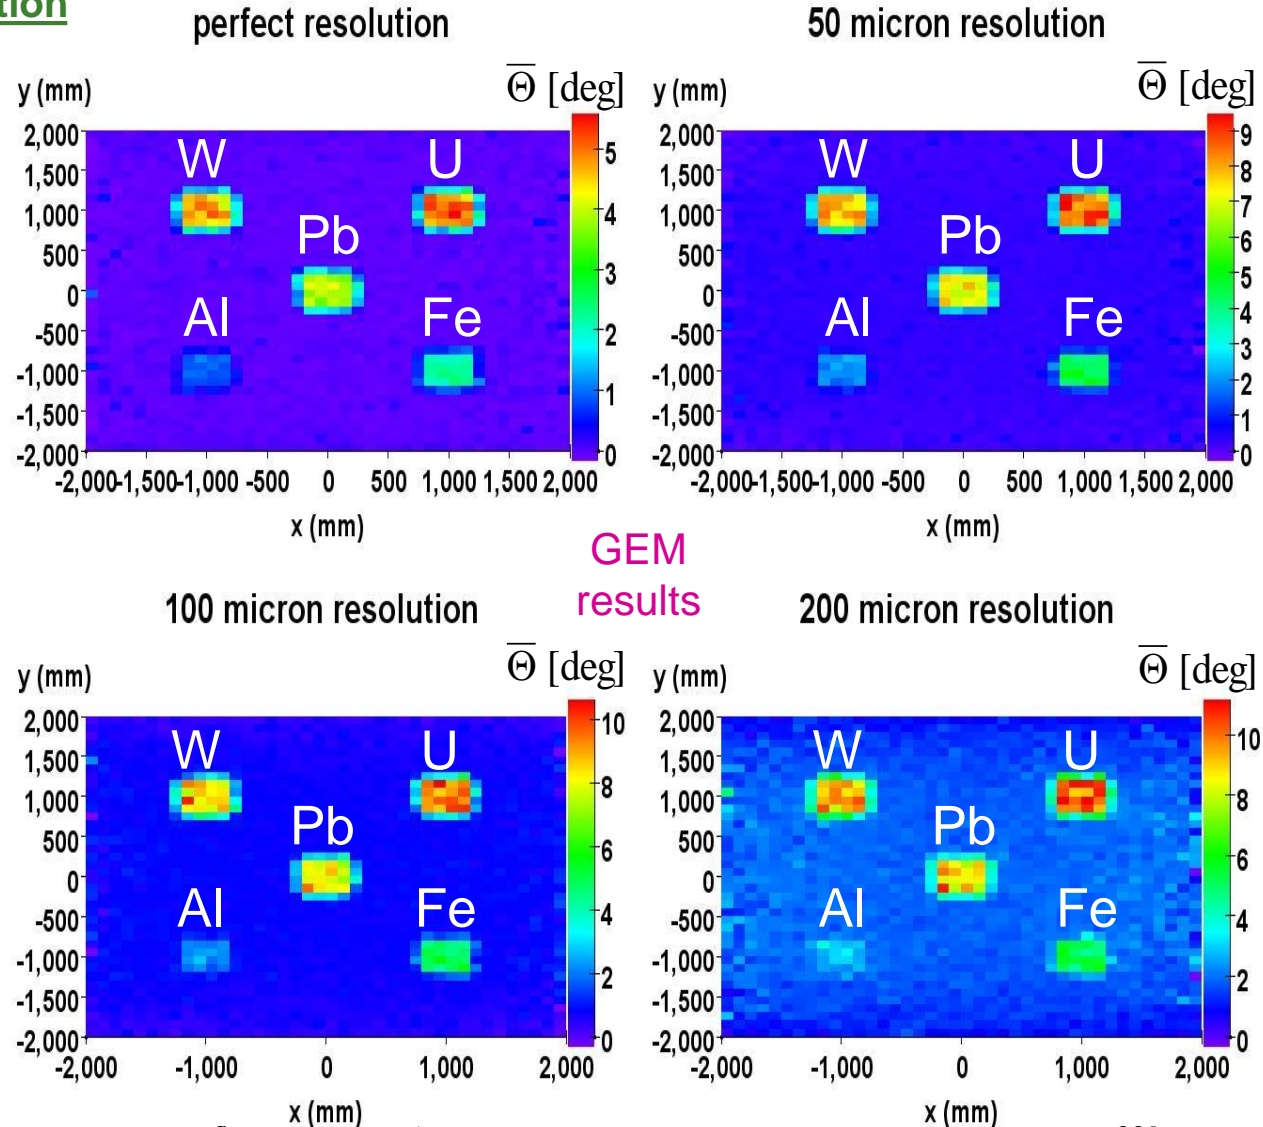 tion
perfect resolution
50 micron resolution
y (mm)
Θ̅ [deg]
y (mm)
Θ̅ [deg]
2,000
1,500
1,000
500
0
-500
-1,000
-1,500
-2,000
W
U
Pb
Al
Fe
5
4
3
2
1
0
-2,000 -1,500 -1,000 -500 0 500 1,000 1,500 2,000
x (mm)
2,000
1,500
1,000
500
0
-500
-1,000
-1,500
-2,000
W
U
Pb
Al
Fe
9
8
7
6
5
4
3
2
1
0
-2,000 -1,500 -1,000 -500 0 500 1,000 1,500 2,000
x (mm)
GEM
results
100 micron resolution
200 micron resolution
y (mm)
Θ̅ [deg]
y (mm)
Θ̅ [deg]
2,000
1,500
1,000
500
0
-500
-1,000
-1,500
-2,000
W
U
Pb
Al
Fe
10
8
6
4
2
0
-2,000 -1,000 0 1,000 2,000
x (mm)
2,000
1,500
1,000
500
0
-500
-1,000
-1,500
-2,000
W
U
Pb
Al
Fe
10
8
6
4
2
0
-2,000 -1,000 0 1,000 2,000
x (mm)